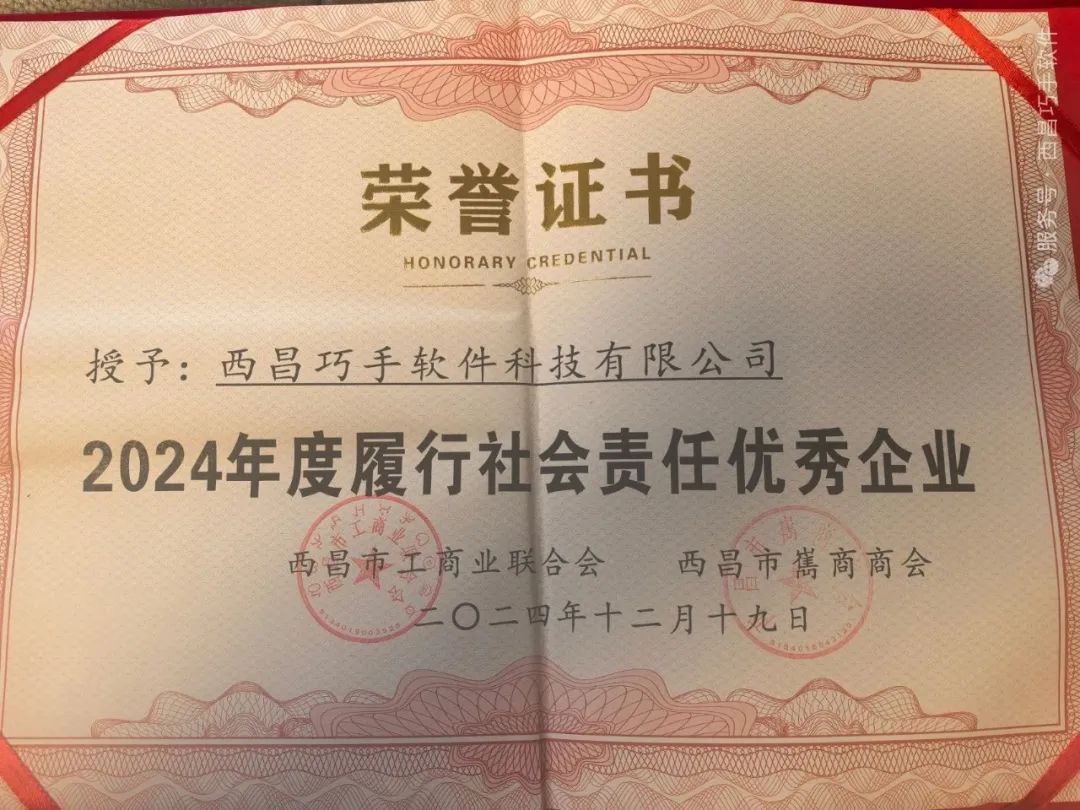 荣誉证书
HONORARY CREDENTIAL
授予：西昌巧手软件科技有限公司
2024年度履行社会责任优秀企业
西昌市工商业联合会 西昌市嶲商商会
二〇二四年十二月十九日
服务号·西昌巧手软件